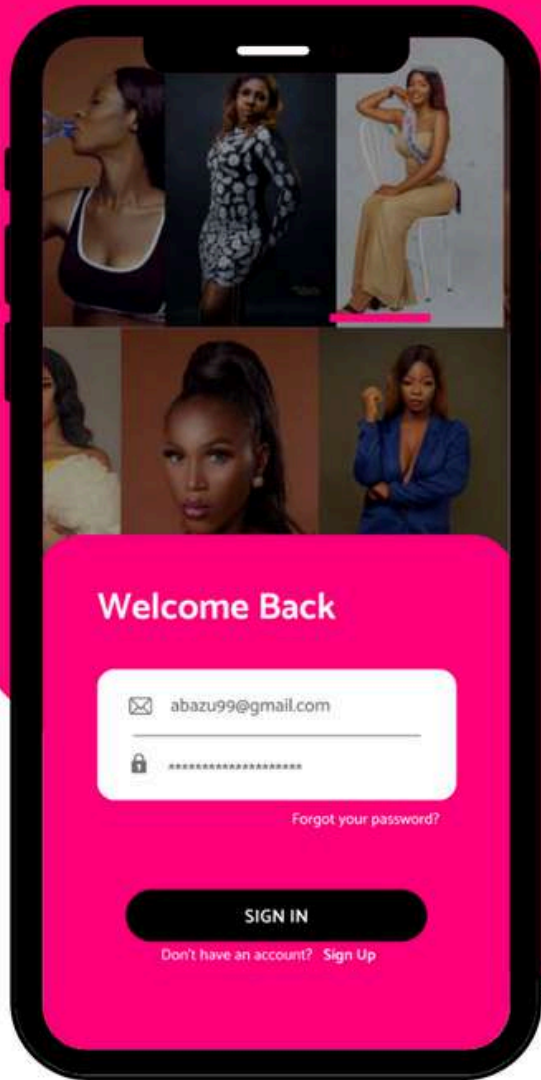 Welcome Back
abazu99@gmail.com
********************
Forgot your password?
SIGN IN
Don't have an account? Sign Up